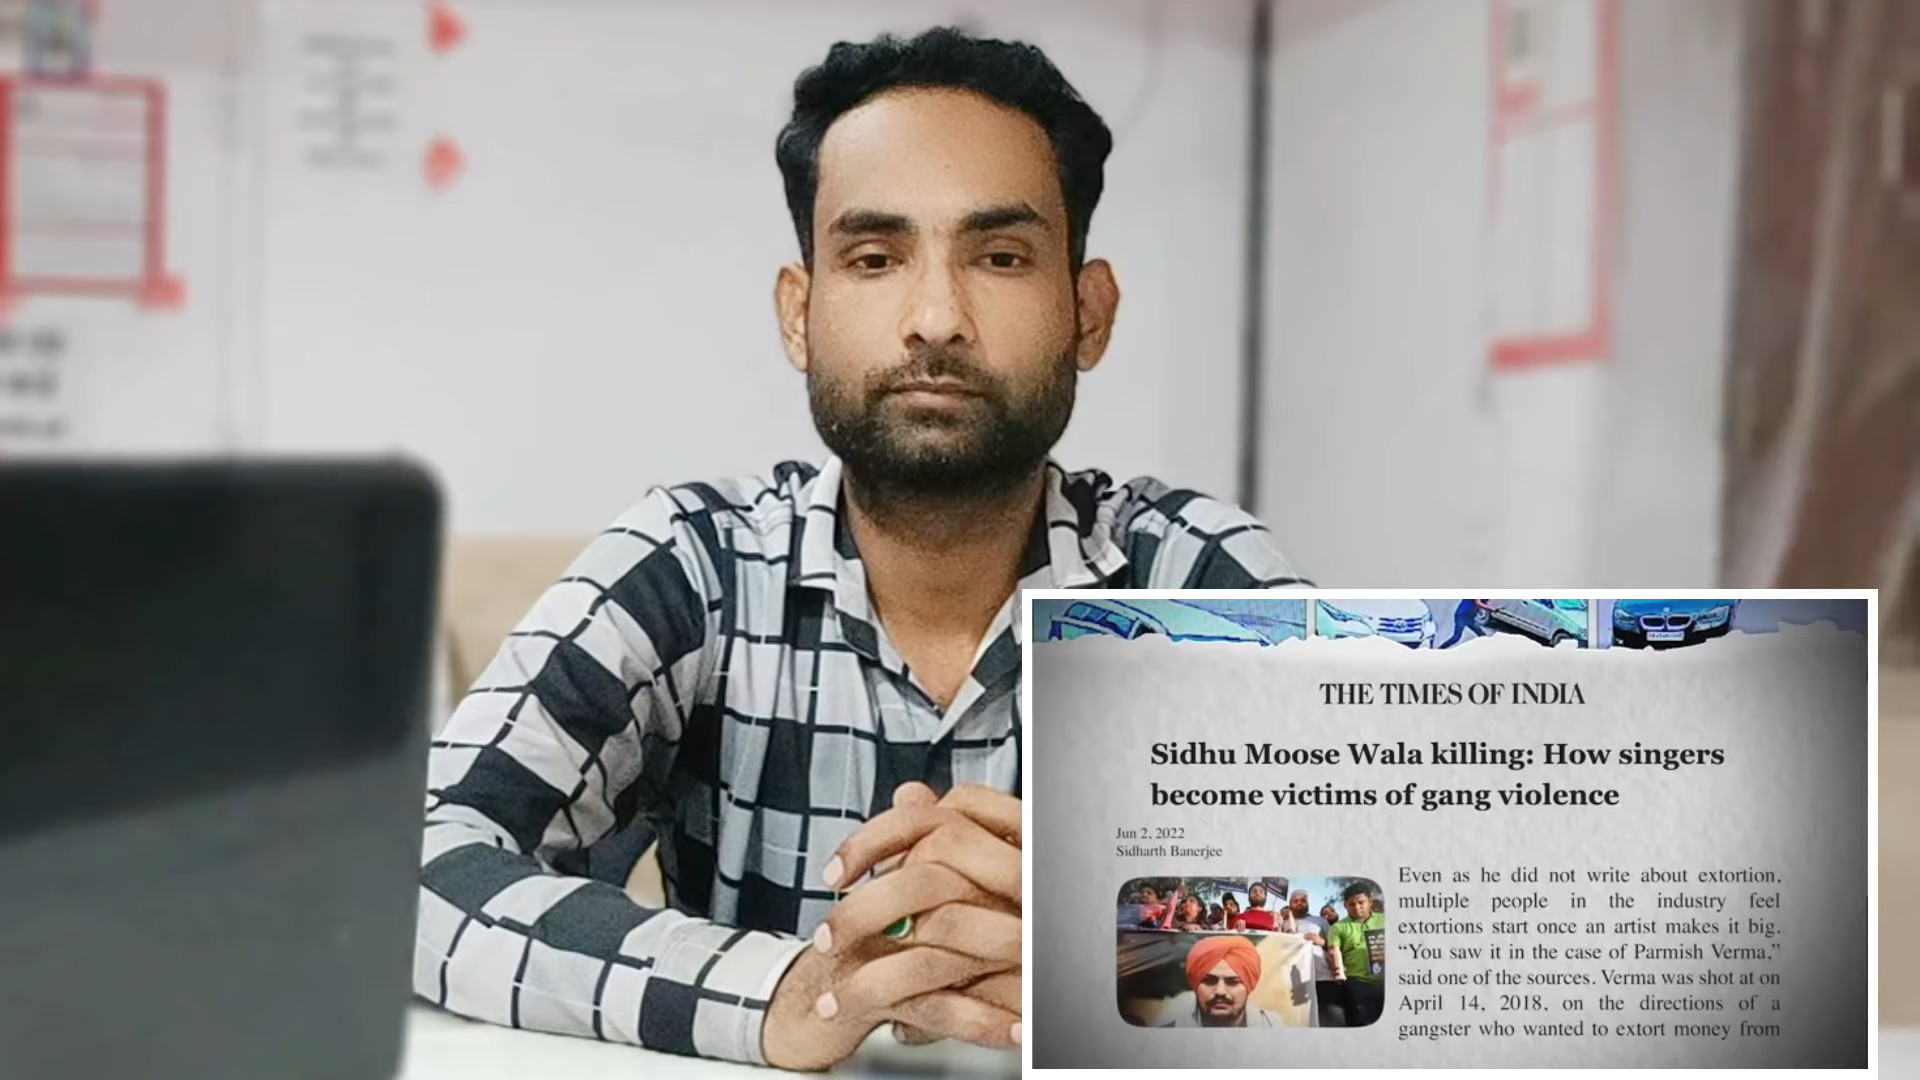 THE TIMES OF INDIA
Sidhu Moose Wala killing: How singers
become victims of gang violence
Jun 2, 2022
Sidharth Banerjee
Even as he did not write about extortion,
multiple people in the industry feel
extortions start once an artist makes it big.
“You saw it in the case of Parmish Verma,”
said one of the sources. Verma was shot at on
April 14, 2018, on the directions of a
gangster who wanted to extort money from